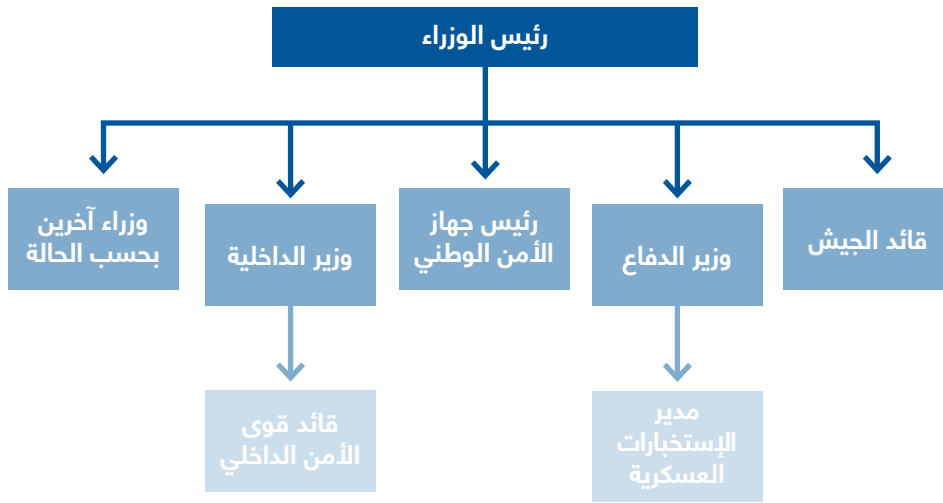 رئيس الوزراء
قائد الجيش
وزير الدفاع
رئيس جهاز
الأمن الوطني
وزير الداخلية
وزراء آخرين
بحسب الحالة
مدير
الإستخبارات
العسكرية
قائد قوى
الأمن الداخلي